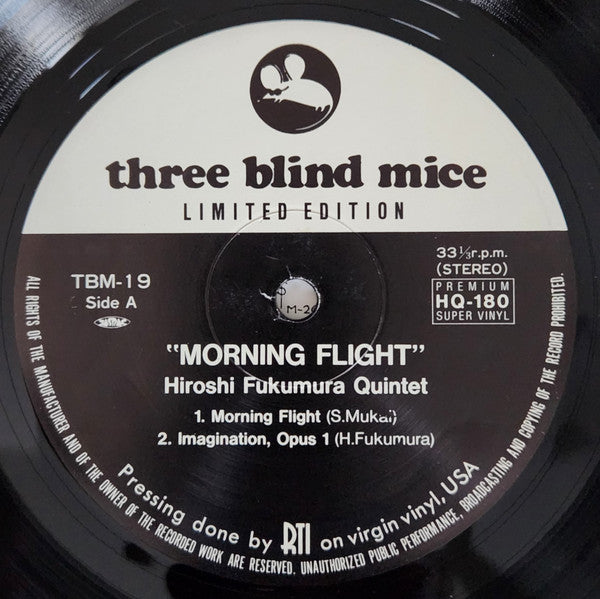 three blind mice
LIMITED EDITION
TBM-19
Side A
33⅓r.p.m.
(STEREO)
PREMIUM
HQ-180
SUPER VINYL
"MORNING FLIGHT"
Hiroshi Fukumura Quintet
1. Morning Flight (S.Mukai)
2. Imagination, Opus 1 (H.Fukumura)
Pressing done by RTI on virgin vinyl, USA
ALL RIGHTS OF THE MANUFACTURER AND OF THE OWNER OF THE RECORDED WORK ARE RESERVED. UNAUTHORIZED PUBLIC PERFORMANCE, BROADCASTING AND COPYING OF THE RECORD PROHIBITED.